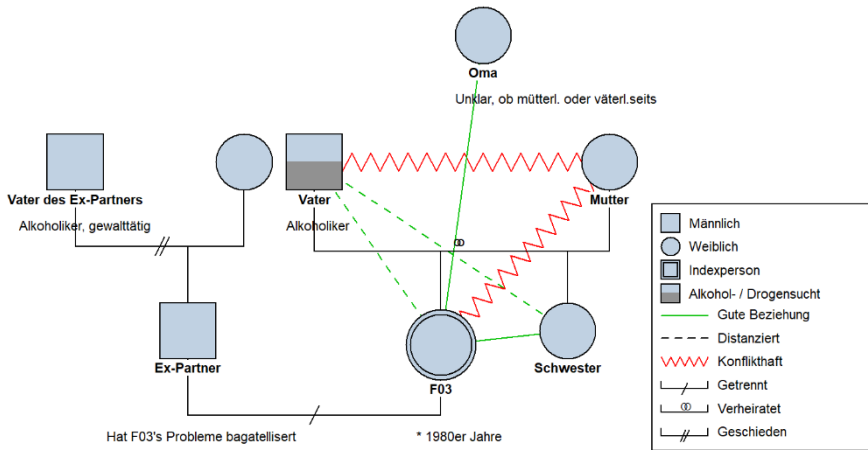 Oma
Unklar, ob mütterl. oder väterl.seits
Vater des Ex-Partners
Alkoholiker, gewalttätig
Vater
Alkoholiker
Mutter
Ex-Partner
F03
Schwester
Hat F03's Probleme bagatellisert
* 1980er Jahre
Männlich
Weiblich
Indexperson
Alkohol- / Drogensucht
Gute Beziehung
Distanziert
Konflikthaft
Getrennt
Verheiratet
Geschieden